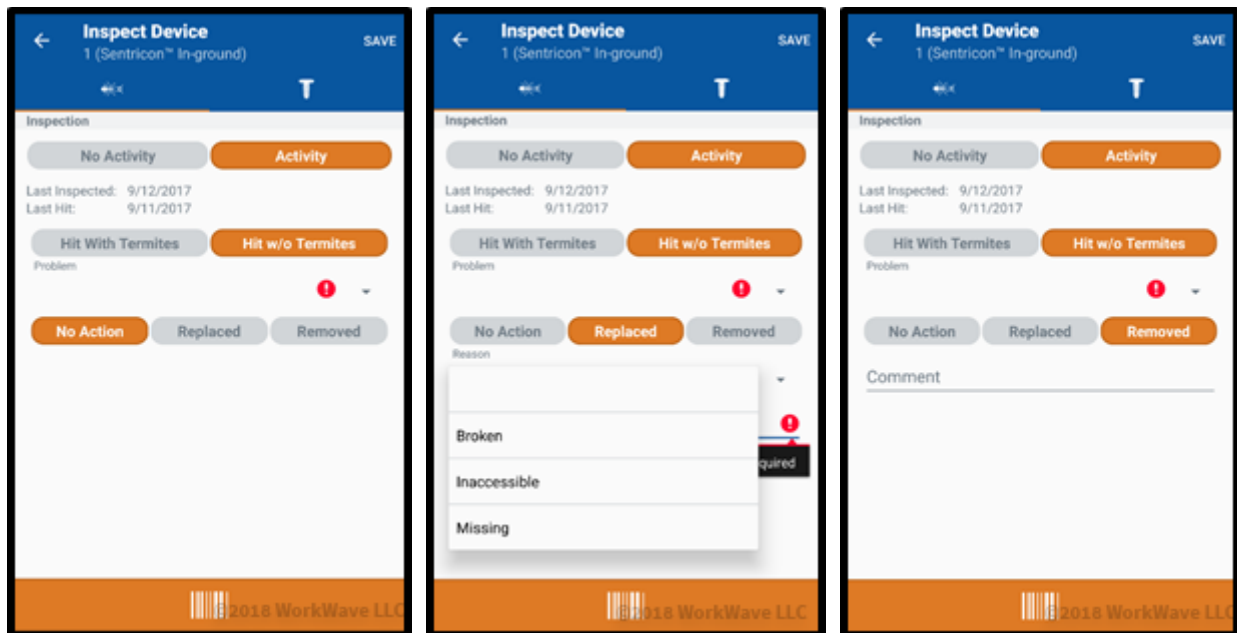 Inspect Device
1 (Sentricon™ In-ground)
SAVE
T
Inspection
No Activity Activity
Last Inspected: 9/12/2017
Last Hit: 9/11/2017
Hit With Termites Hit w/o Termites
Problem
No Action Replaced Removed
©2018 WorkWave LLC
Inspect Device
1 (Sentricon™ In-ground)
SAVE
T
Inspection
No Activity Activity
Last Inspected: 9/12/2017
Last Hit: 9/11/2017
Hit With Termites Hit w/o Termites
Problem
No Action Replaced Removed
Reason
Broken
quired
Inaccessible
Missing
©2018 WorkWave LLC
Inspect Device
1 (Sentricon™ In-ground)
SAVE
T
Inspection
No Activity Activity
Last Inspected: 9/12/2017
Last Hit: 9/11/2017
Hit With Termites Hit w/o Termites
Problem
No Action Replaced Removed
Comment
©2018 WorkWave LLC